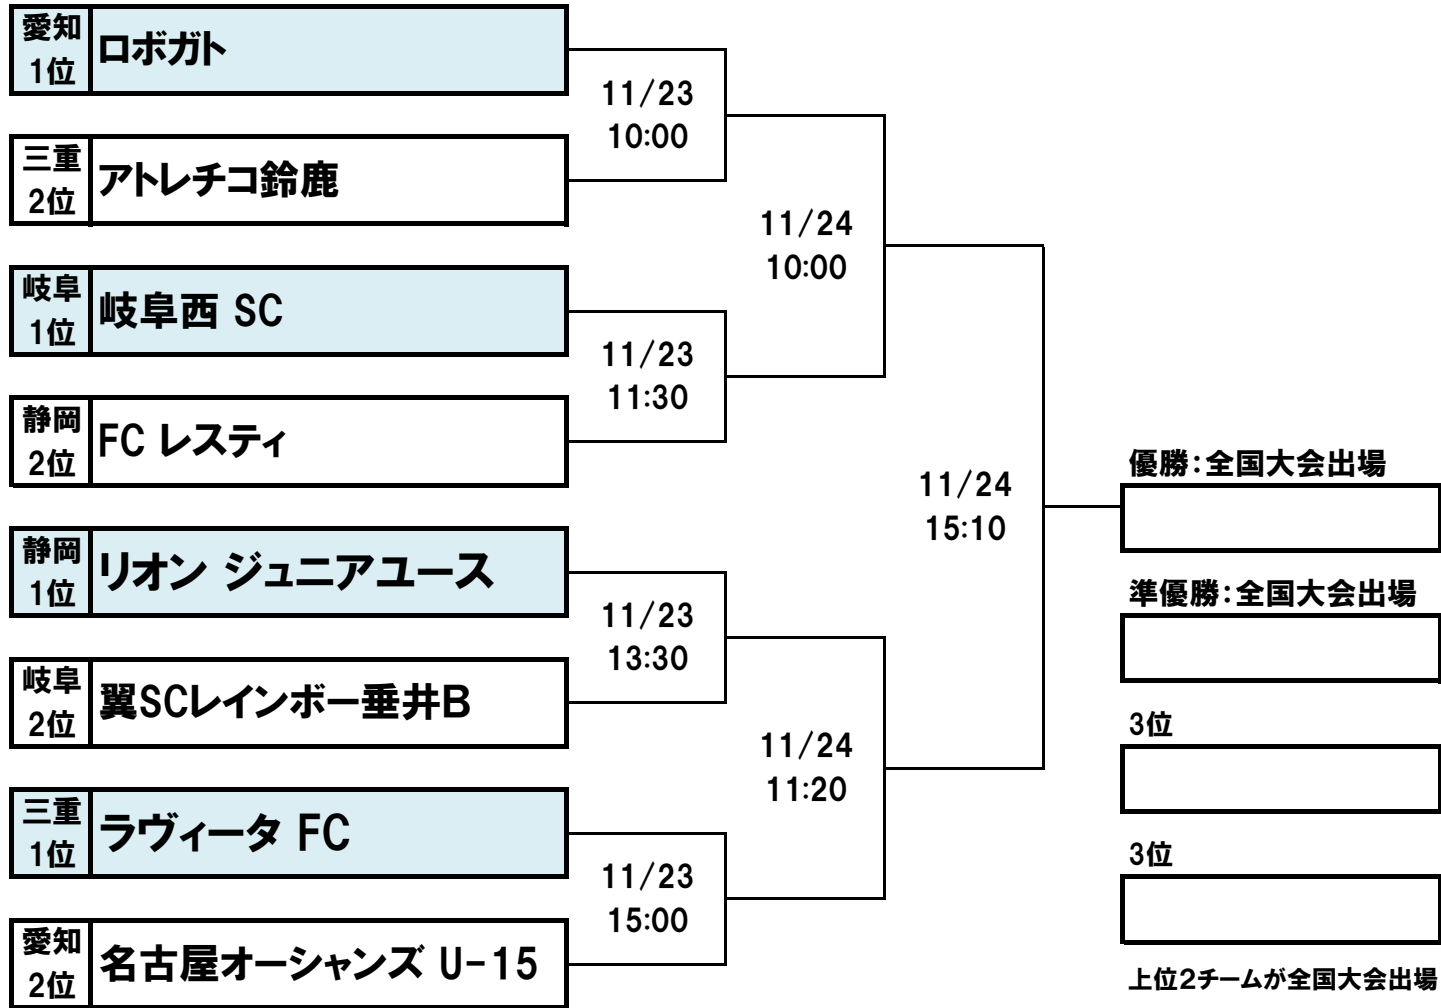 愛知
1位
ロボガト
三重
2位
アトレチコ鈴鹿
岐阜
1位
岐阜西 SC
静岡
2位
FC レスティ
静岡
1位
リオン ジュニアユース
岐阜
2位
翼SCレインボー垂井B
三重
1位
ラヴィータ FC
愛知
2位
名古屋オーシャンズ U-15
11/23
10:00
11/23
11:30
11/23
13:30
11/23
15:00
11/24
10:00
11/24
11:20
11/24
15:10
優勝:全国大会出場
準優勝:全国大会出場
3位
3位
上位2チームが全国大会出場